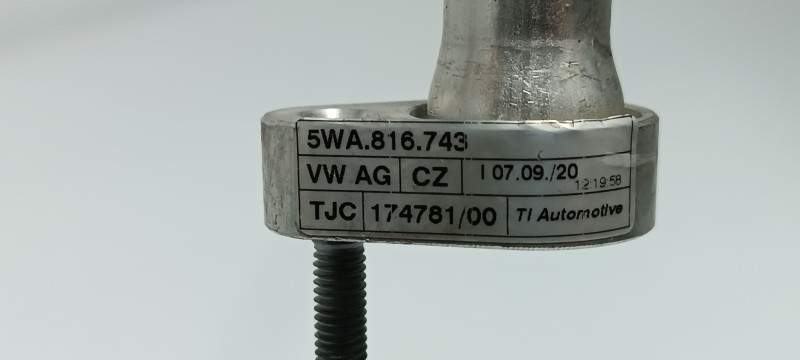 5WA.816.743
VW AG CZ I 07.09./20 12:19:58
TJC 174781/00 TI Automotive